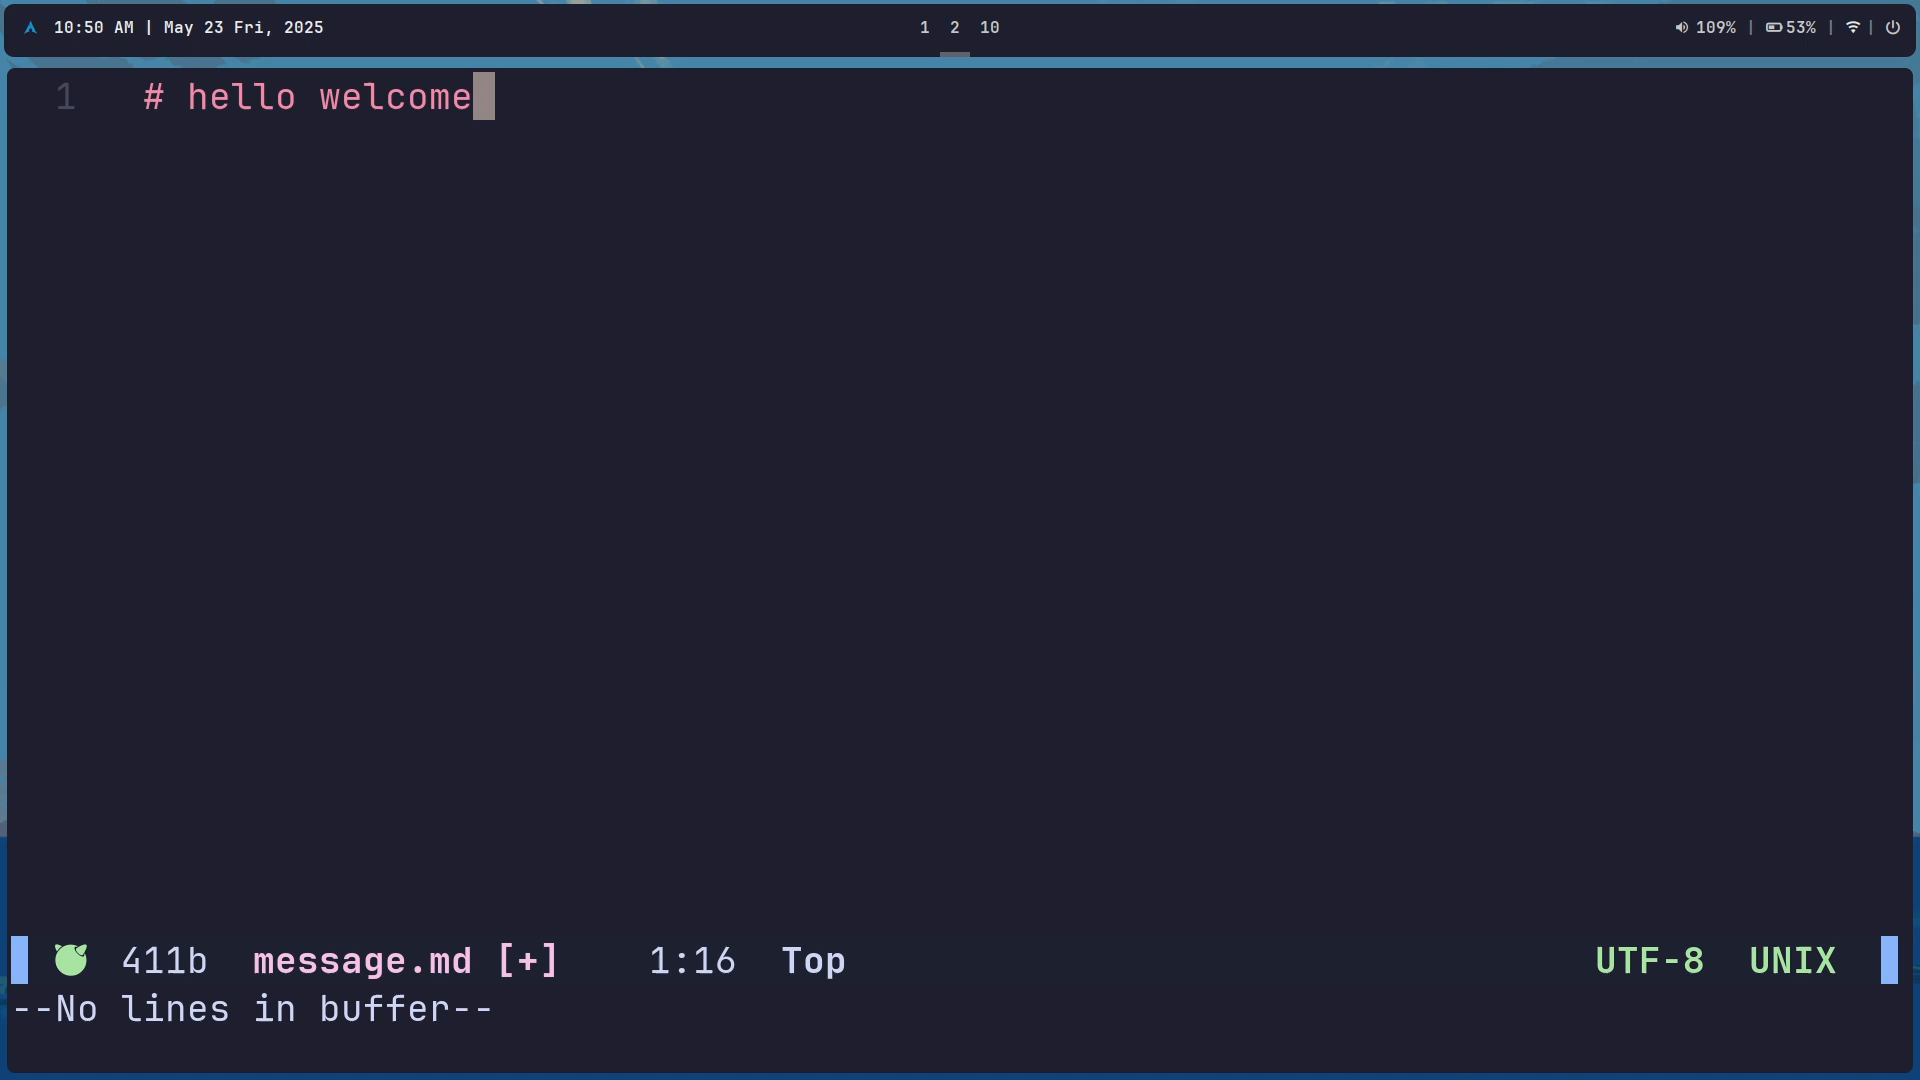 10:50 AM | May 23 Fri, 2025 1 2 10 109% | 53% | |
1 # hello welcome
411b message.md [+] 1:16 Top UTF-8 UNIX
--No lines in buffer--